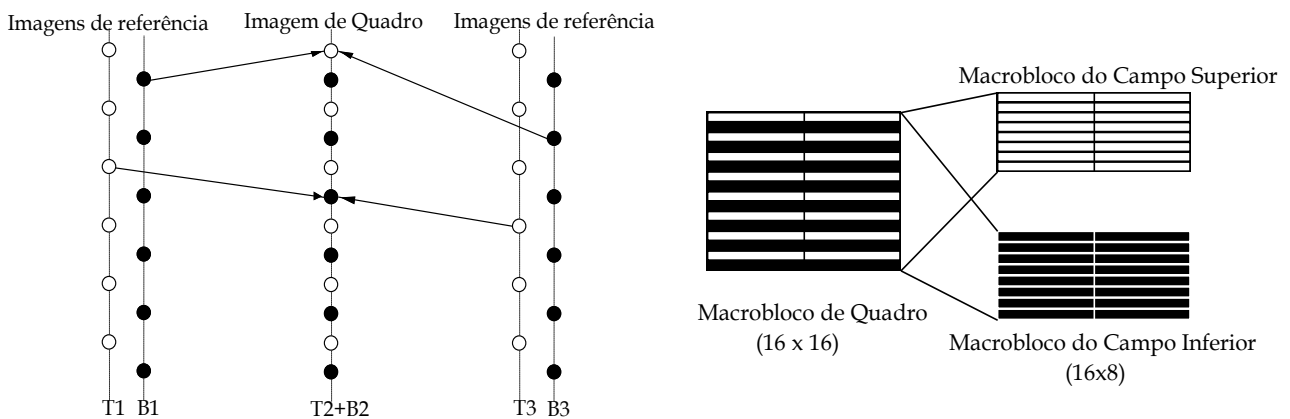 Imagens de referência
Imagem de Quadro
Imagens de referência
T1 B1
T2+B2
T3 B3
Macrobloco do Campo Superior
Macrobloco de Quadro
(16 x 16)
Macrobloco do Campo Inferior
(16x8)